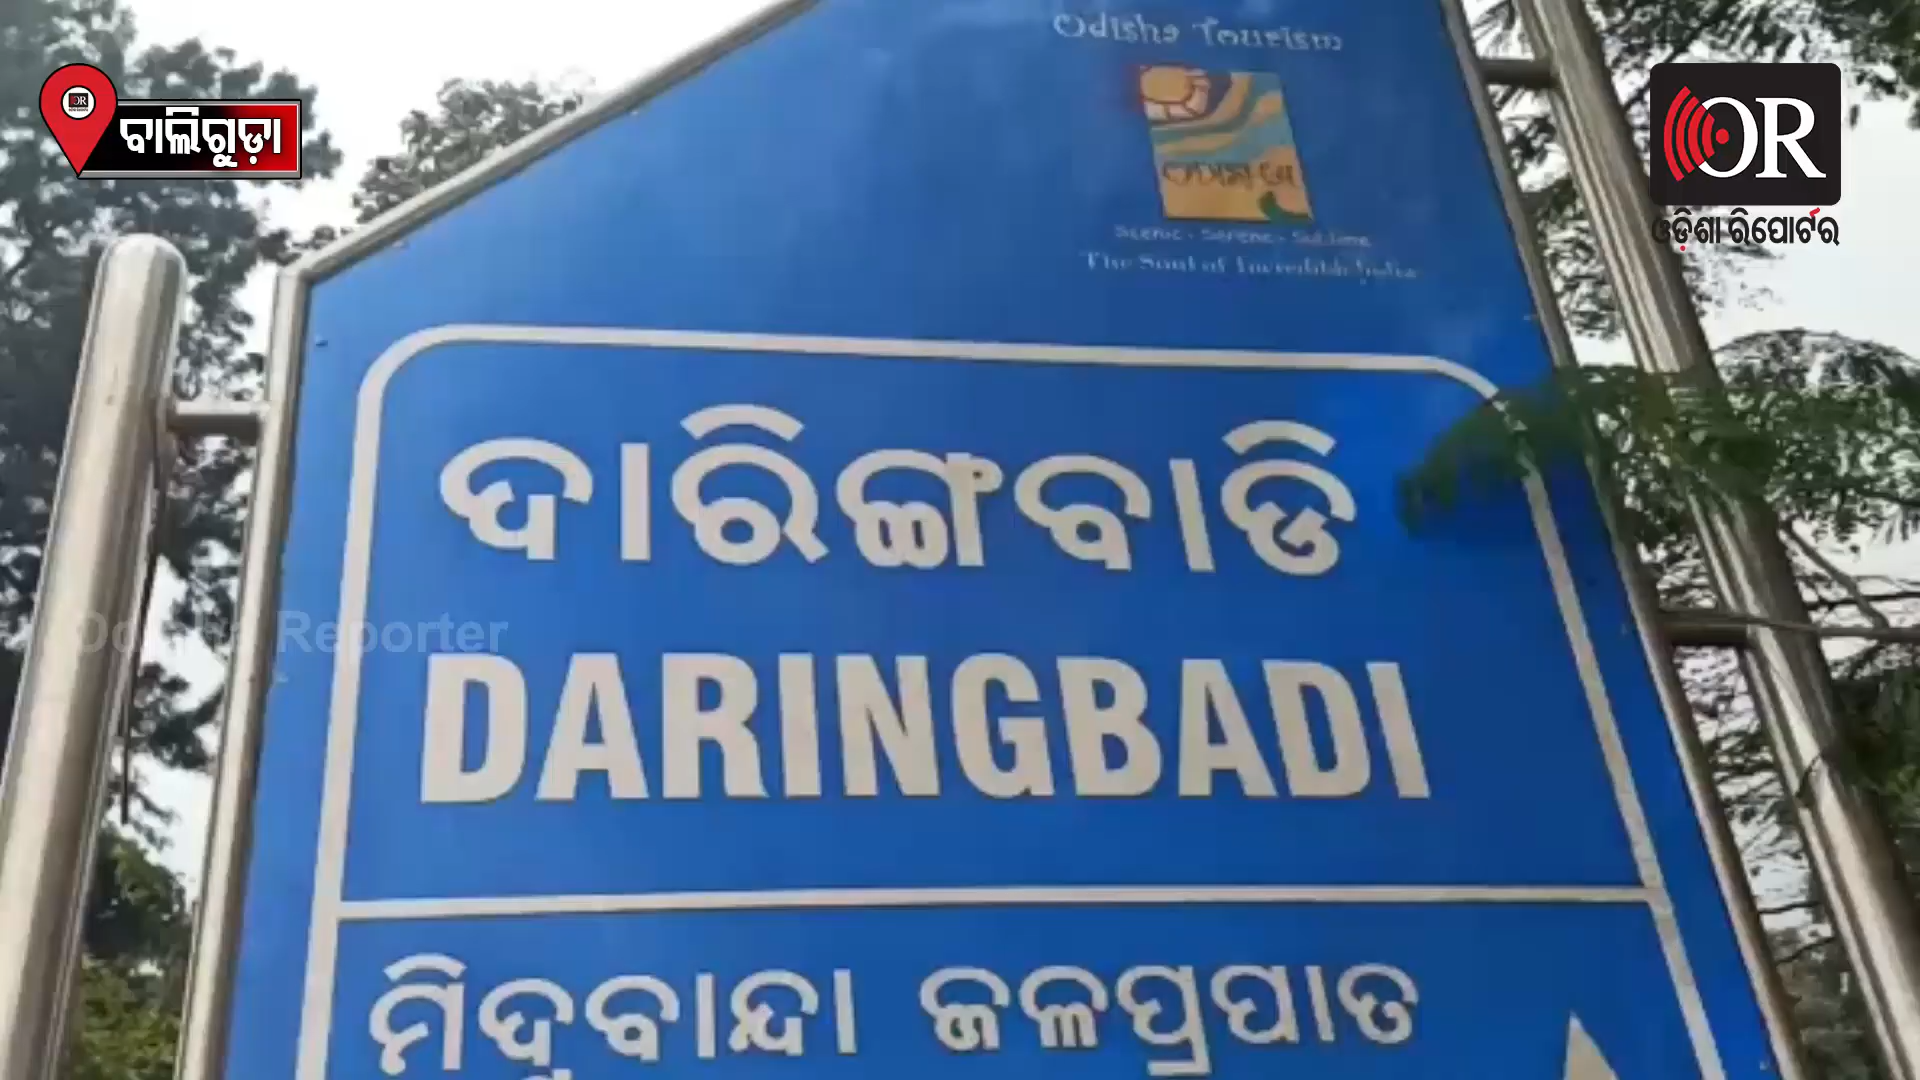 Odisha Tourism
Scenic - Serene - Sublime
The Soul of Incredible India
ବାଲିଗୁଡ଼ା
OR
ଓଡ଼ିଶା ରିପୋର୍ଟର
ଦାରିଙ୍ଗବାଡି
Odisha Reporter
DARINGBADI
ମିଦୁବାନ୍ଦା ଜଳପ୍ରପାତ